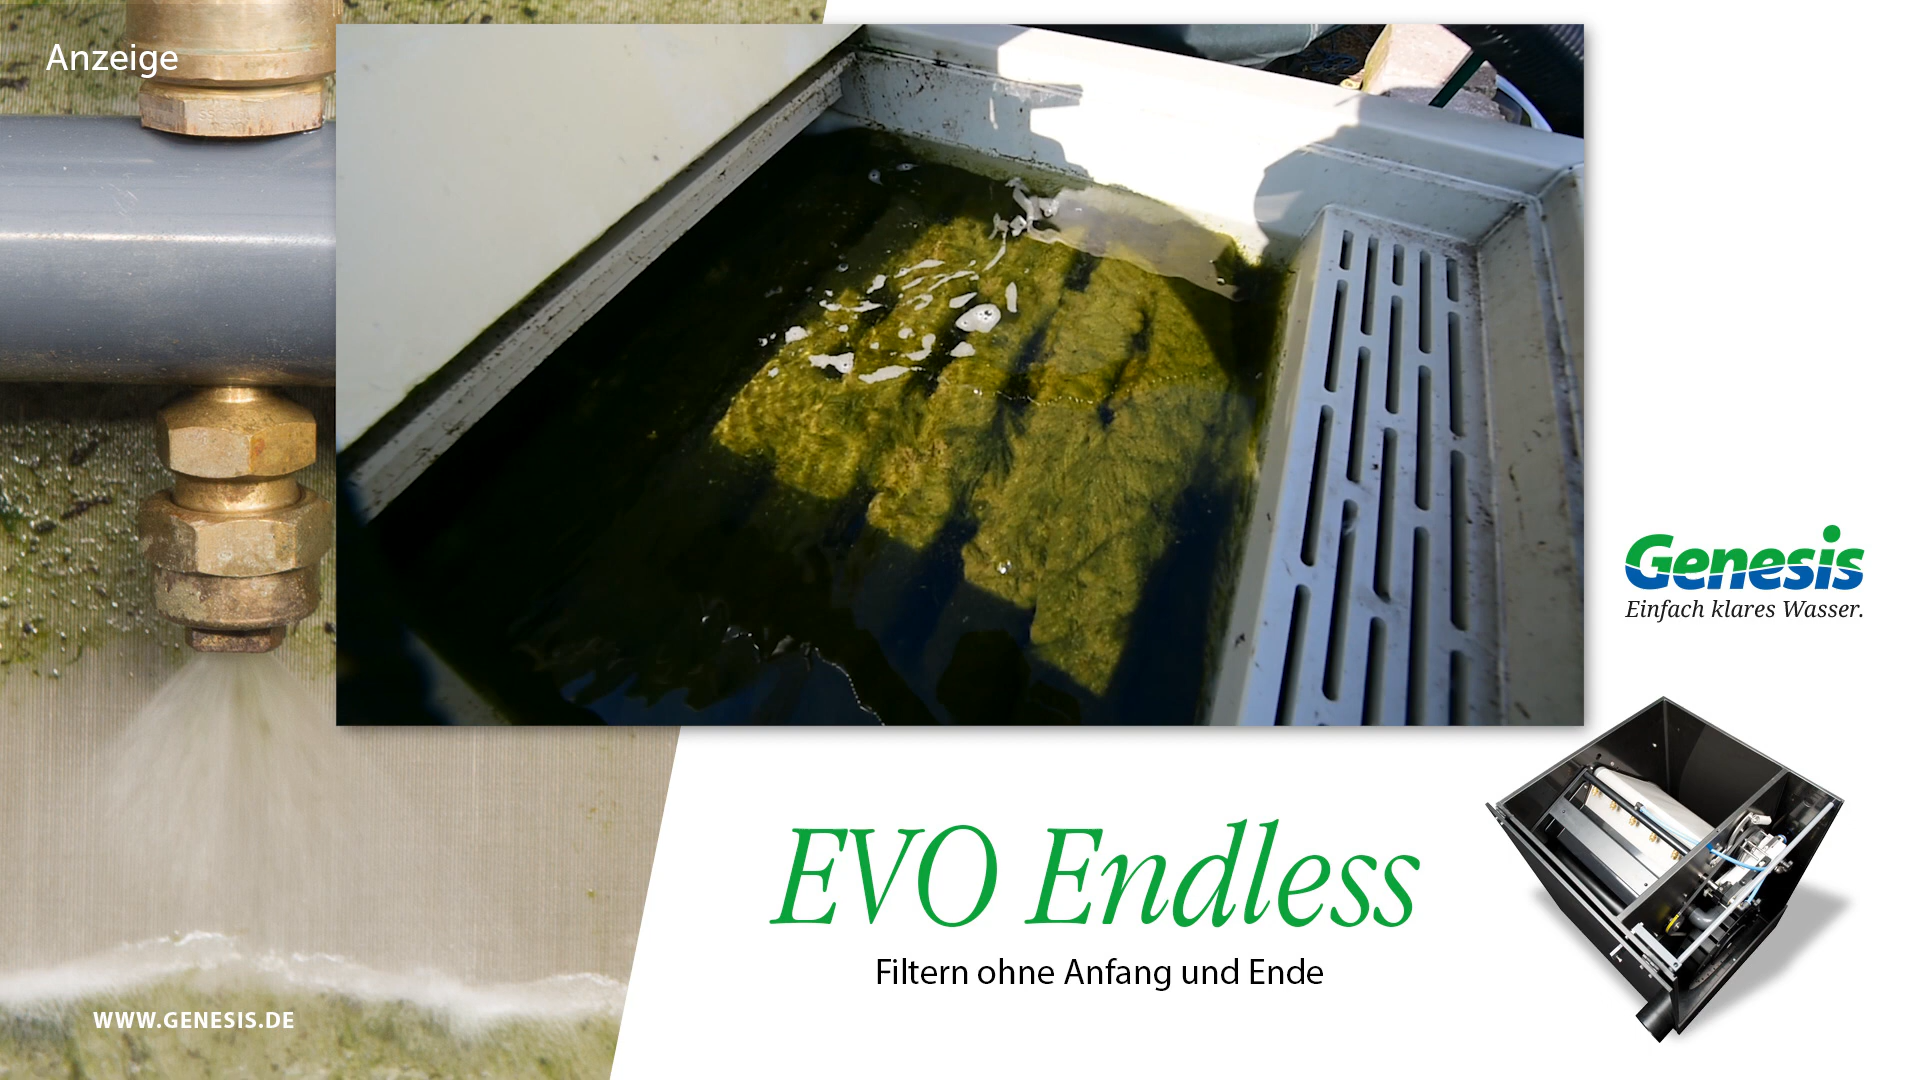 Anzeige
Genesis
Einfach klares Wasser.
EVO Endless
Filtern ohne Anfang und Ende
WWW.GENESIS.DE